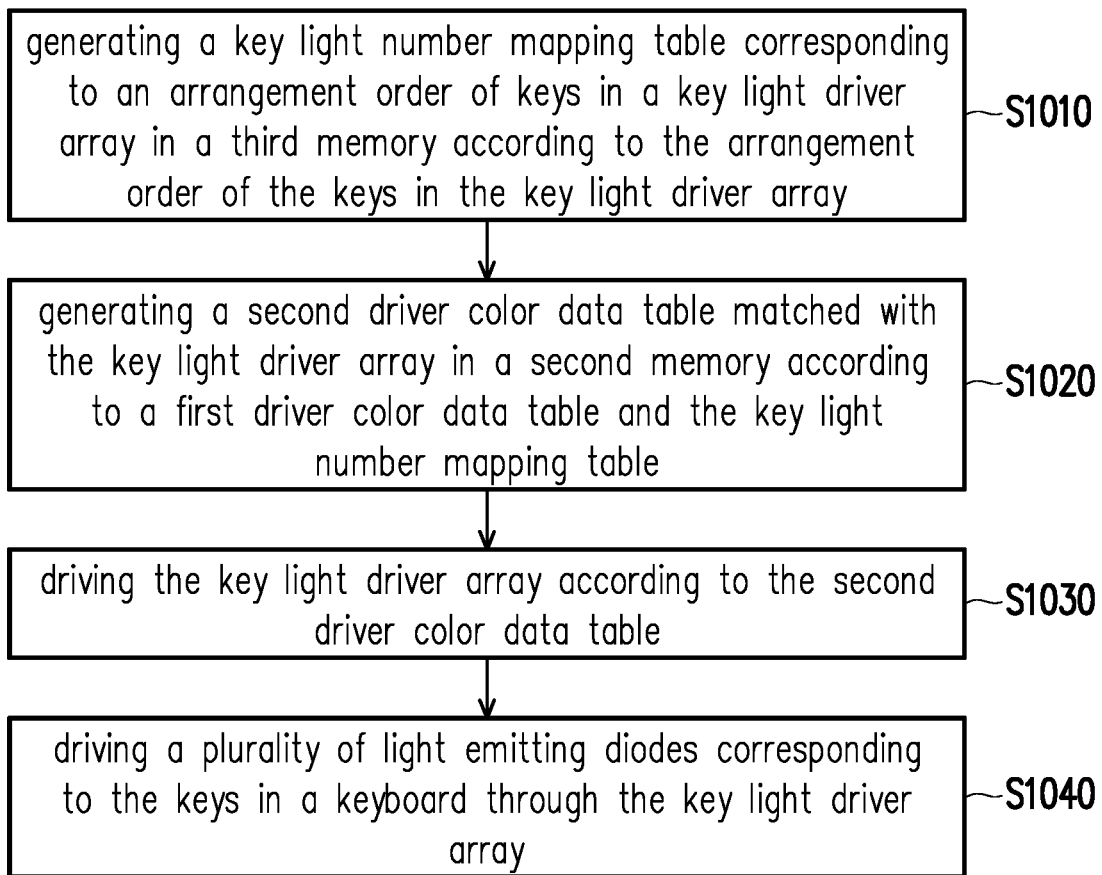 generating a key light number mapping table corresponding
to an arrangement order of keys in a key light driver
array in a third memory according to the arrangement
order of the keys in the key light driver array
S1010
generating a second driver color data table matched with
the key light driver array in a second memory according
to a first driver color data table and the key light
number mapping table
S1020
driving the key light driver array according to the second
driver color data table
S1030
driving a plurality of light emitting diodes corresponding
to the keys in a keyboard through the key light driver
array
S1040